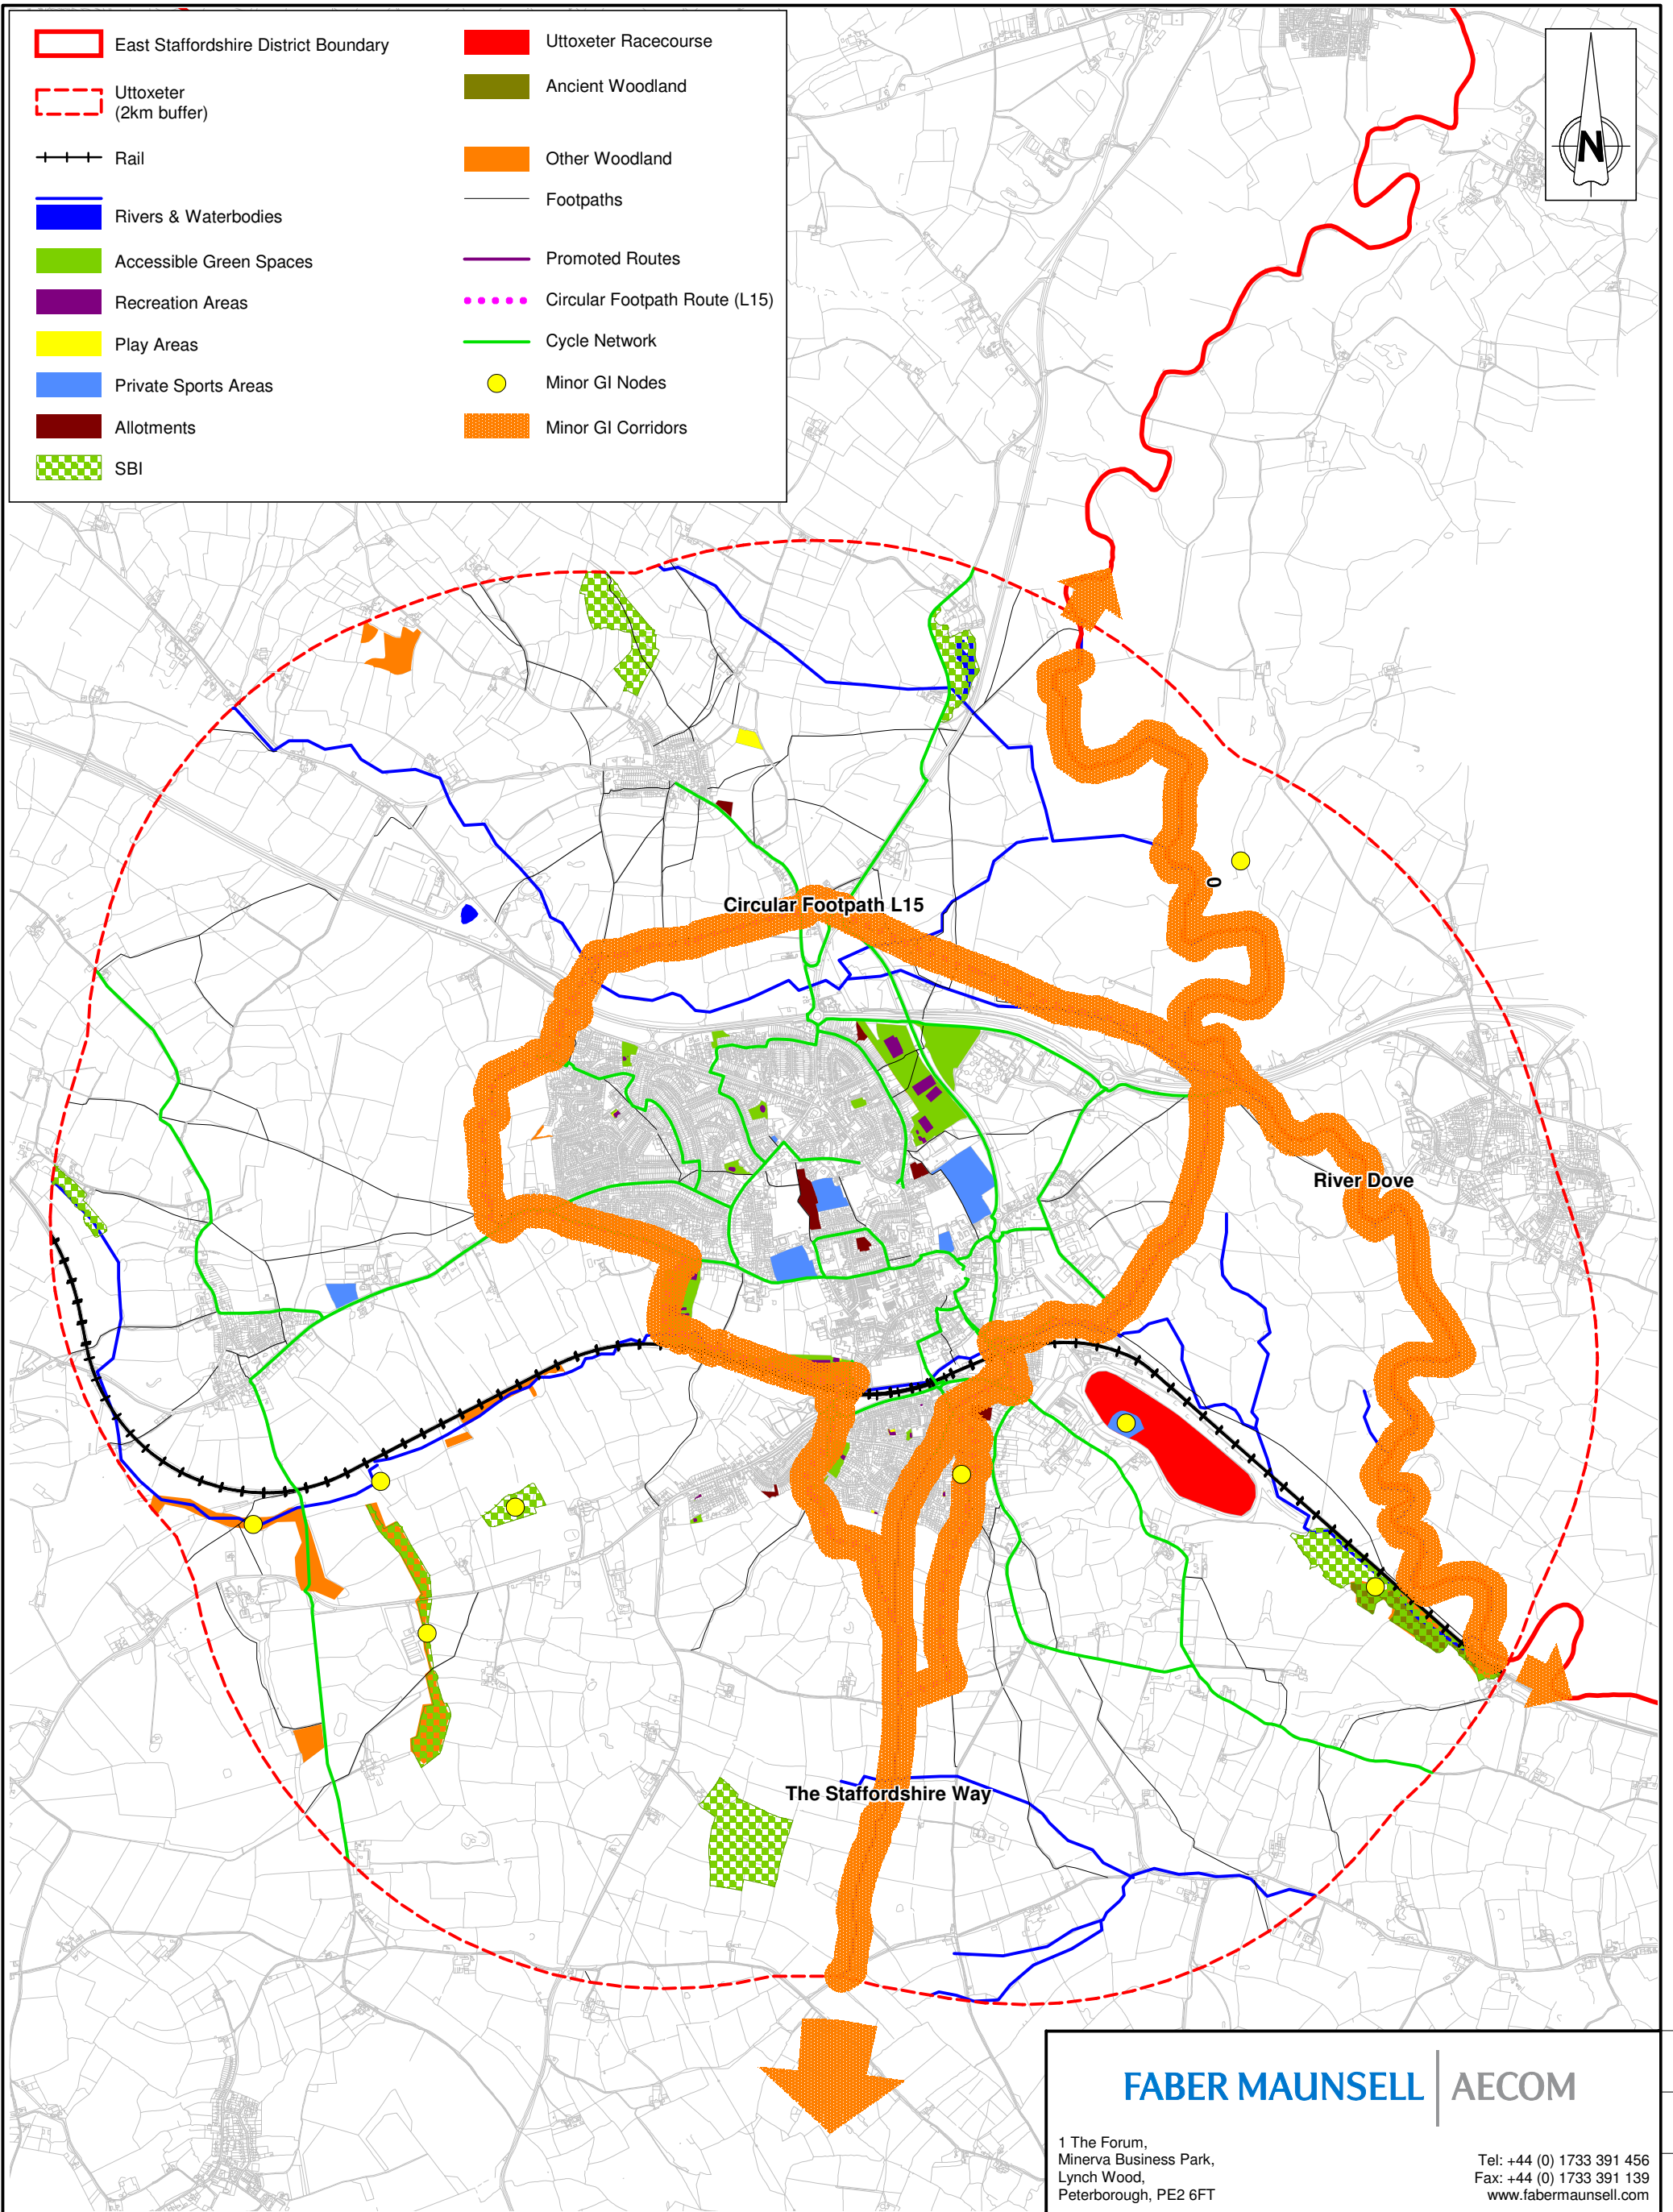 East Staffordshire District Boundary
Uttoxeter
(2km buffer)
Rail
Rivers & Waterbodies
Accessible Green Spaces
Recreation Areas
Play Areas
Private Sports Areas
Allotments
SBI
Uttoxeter Racecourse
Ancient Woodland
Other Woodland
Footpaths
Promoted Routes
Circular Footpath Route (L15)
Cycle Network
Minor GI Nodes
Minor GI Corridors
N
Circular Footpath L15
0
River Dove
The Staffordshire Way
FABER MAUNSELL | AECOM
1 The Forum,
Minerva Business Park,
Lynch Wood,
Peterborough, PE2 6FT
Tel: +44 (0) 1733 391 456
Fax: +44 (0) 1733 391 139
www.fabermaunsell.com